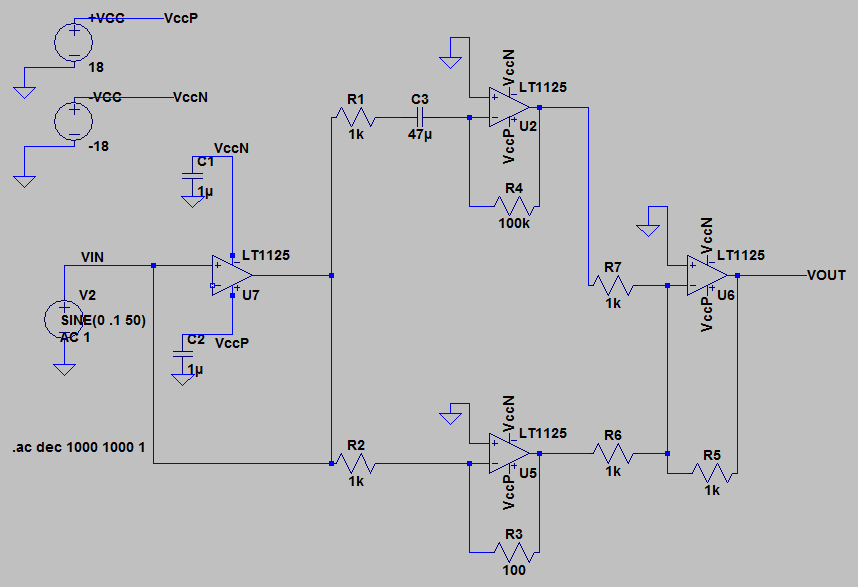 +VCC
VccP
18
-VCC
VccN
-18
VccN
C1
1µ
VIN
LT1125
U7
V2
SINE(0 .1 50)
AC 1
C2
VccP
1µ
.ac dec 1000 1000 1
R1
1k
C3
47µ
VccN
LT1125
U2
VccP
R4
100k
R7
1k
VccN
LT1125
U6
VccP
VOUT
R2
1k
VccN
LT1125
U5
VccP
R3
100
R6
1k
R5
1k